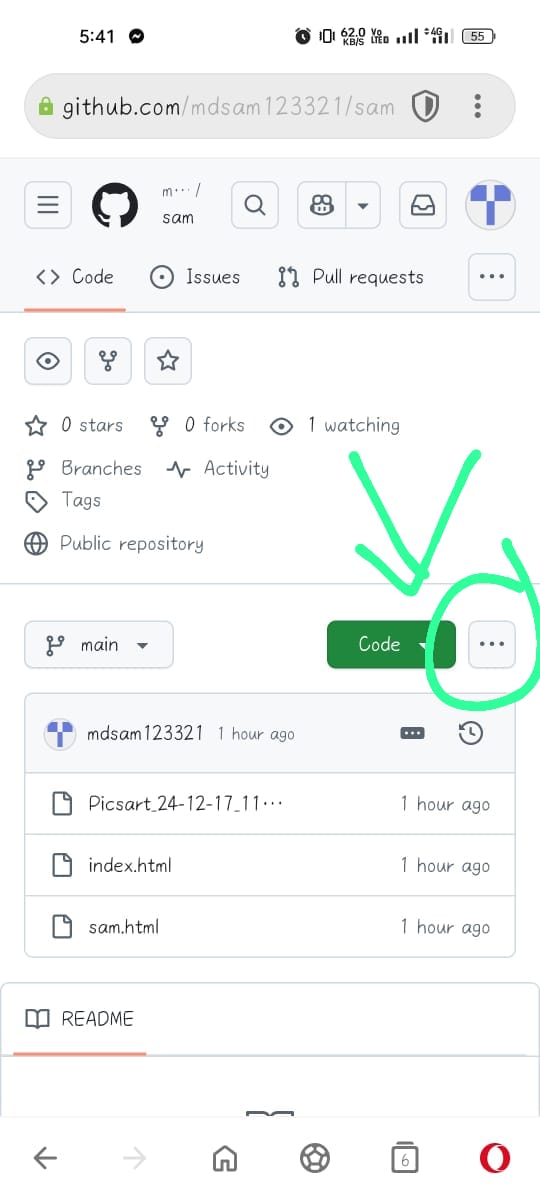 5:41
62.0 KB/S Vo LTE 4G 55
github.com/mdsam123321/sam
m··· /
sam
Code Issues Pull requests ···
0 stars 0 forks 1 watching
Branches Activity
Tags
Public repository
main Code ···
mdsam123321 1 hour ago ···
Picsart_24-12-17_11··· 1 hour ago
index.html 1 hour ago
sam.html 1 hour ago
README
6